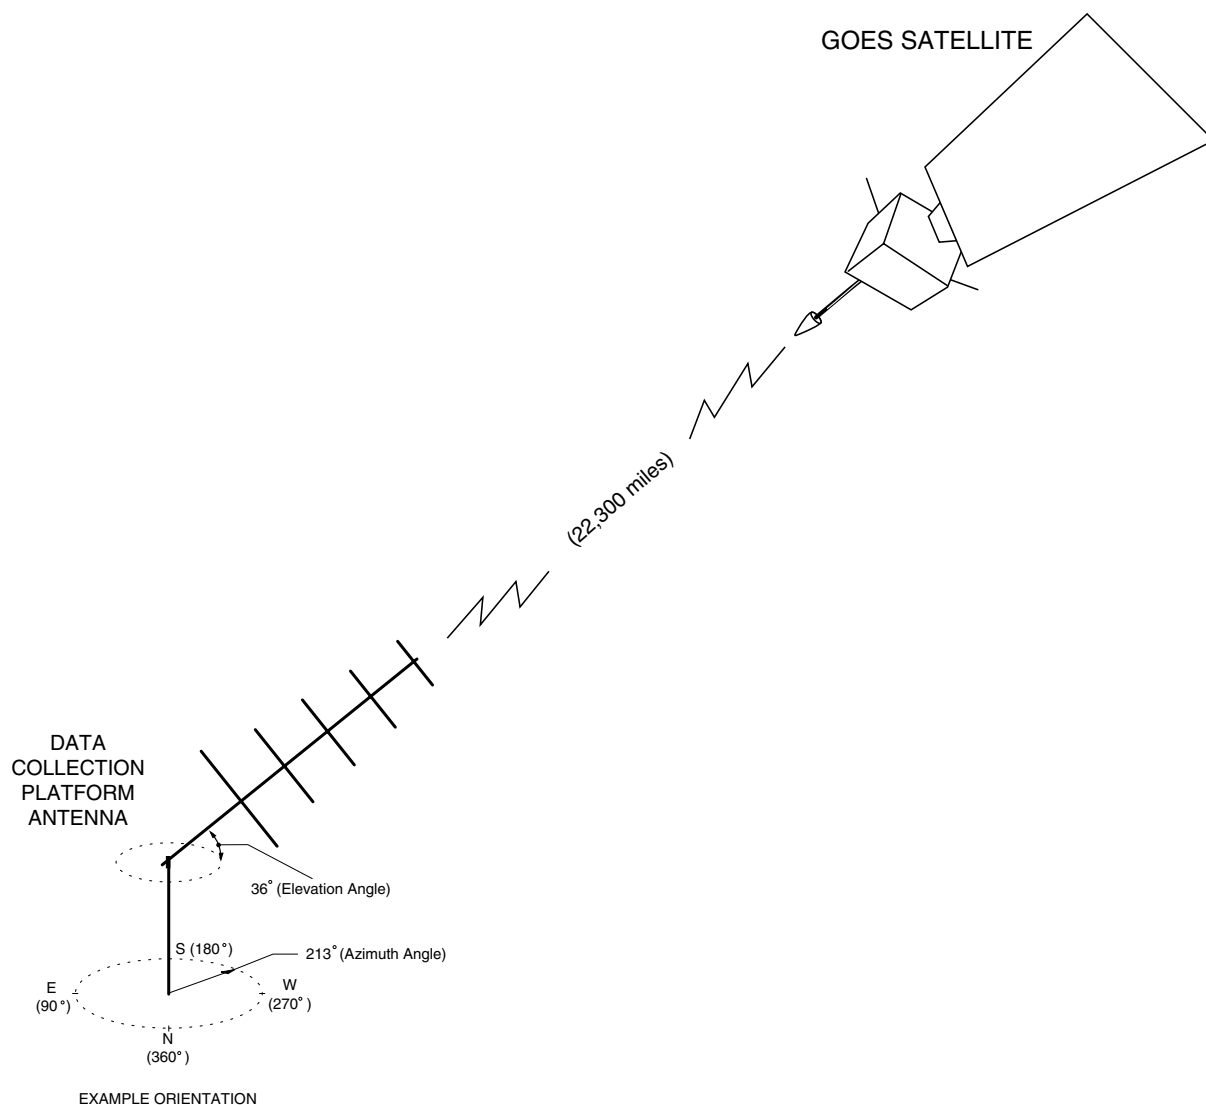 GOES SATELLITE
(22,300 miles)
DATA
COLLECTION
PLATFORM
ANTENNA
36° (Elevation Angle)
S (180°)
213° (Azimuth Angle)
E
(90°)
W
(270°)
N
(360°)
EXAMPLE ORIENTATION